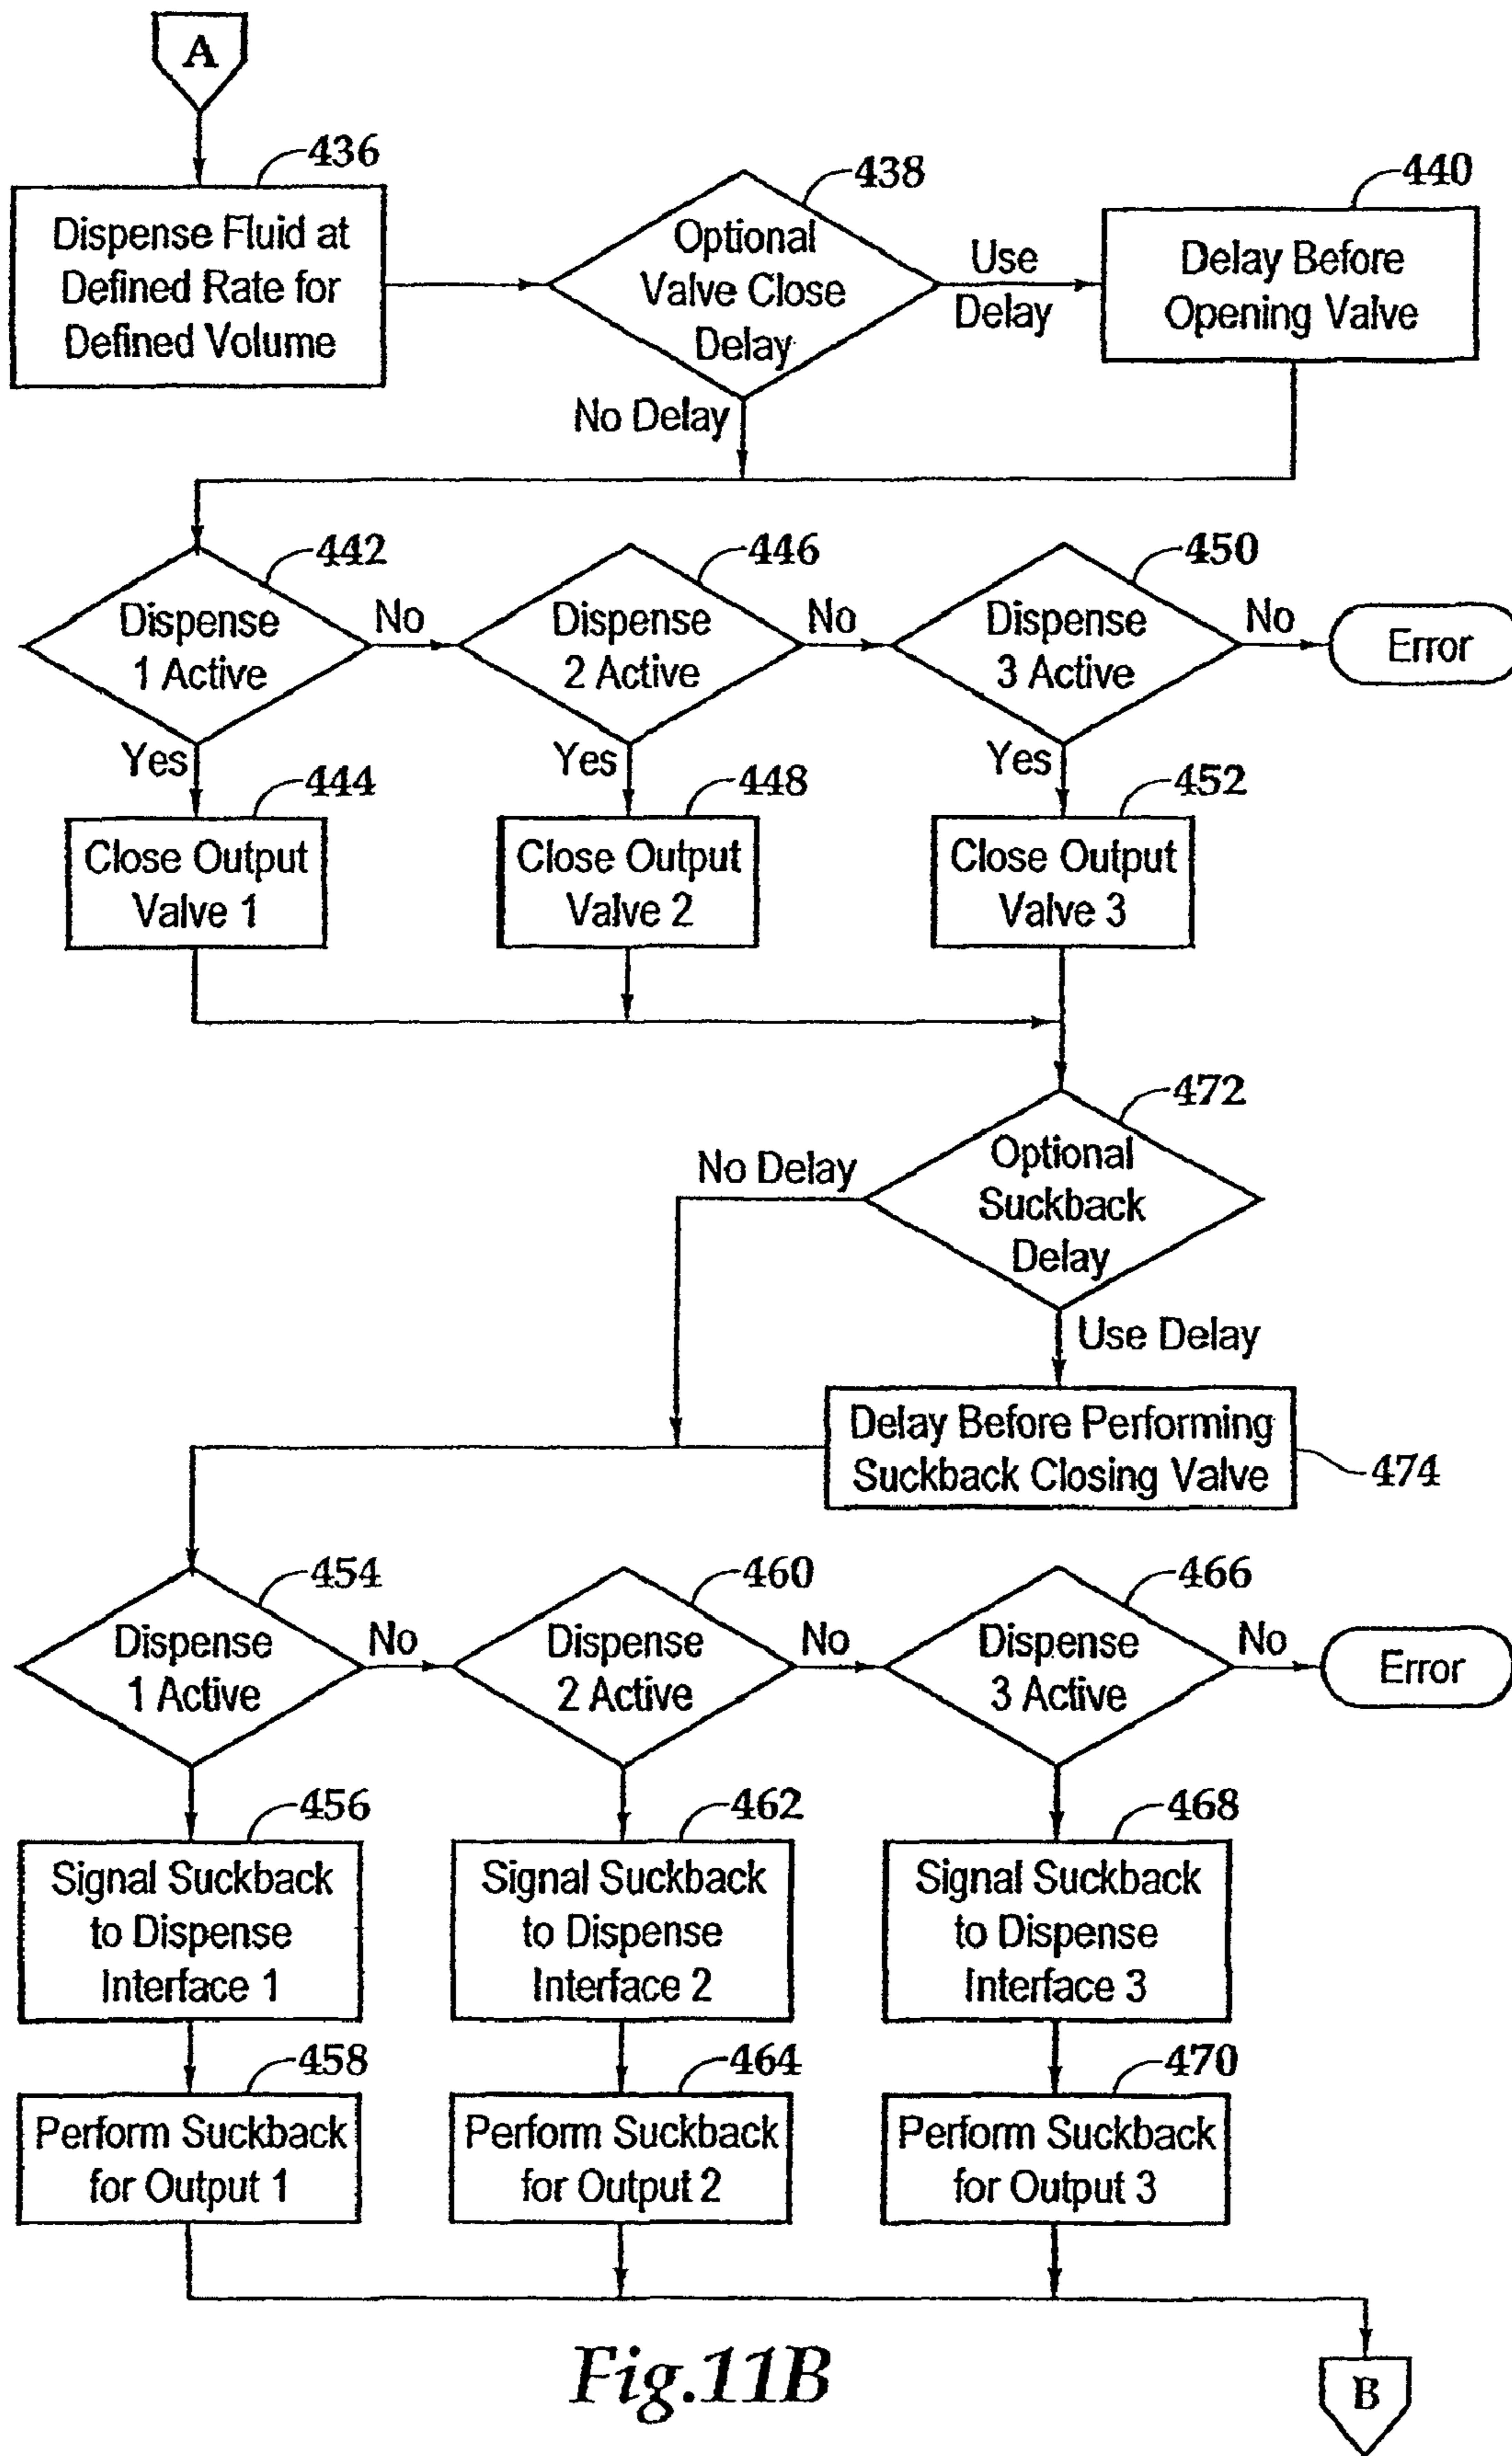 A
436
Dispense Fluid at
Defined Rate for
Defined Volume
438
Optional
Valve Close
Delay
Use
Delay
440
Delay Before
Opening Valve
No Delay
442
Dispense
1 Active
No
446
Dispense
2 Active
No
450
Dispense
3 Active
No
Error
Yes
444
Close Output
Valve 1
Yes
448
Close Output
Valve 2
Yes
452
Close Output
Valve 3
472
Optional
Suckback
Delay
No Delay
Use Delay
Delay Before Performing
Suckback Closing Valve
474
454
Dispense
1 Active
No
460
Dispense
2 Active
No
466
Dispense
3 Active
No
Error
456
Signal Suckback
to Dispense
Interface 1
462
Signal Suckback
to Dispense
Interface 2
468
Signal Suckback
to Dispense
Interface 3
458
Perform Suckback
for Output 1
464
Perform Suckback
for Output 2
470
Perform Suckback
for Output 3
Fig.11B
B